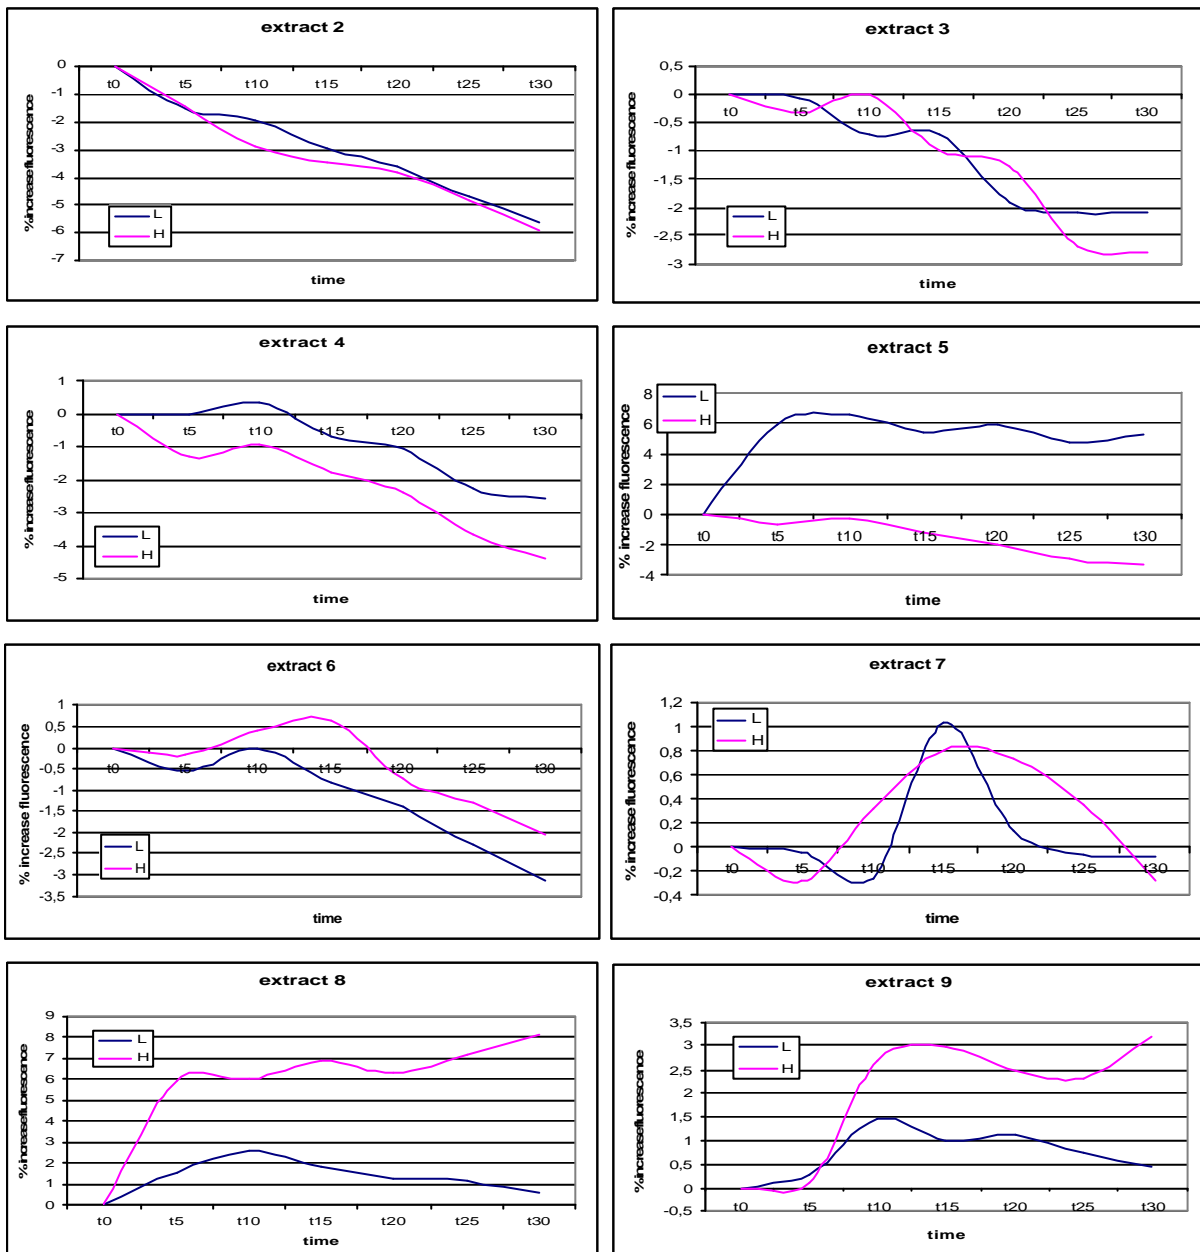 extract 2
% increase fluorescence
0
-1
-2
-3
-4
-5
-6
-7
t0 t5 t10 t15 t20 t25 t30
L
H
time
extract 3
% increase fluorescence
0,5
0
-0,5
-1
-1,5
-2
-2,5
-3
t0 t5 t10 t15 t20 t25 t30
L
H
time
extract 4
% increase fluorescence
1
0
-1
-2
-3
-4
-5
t0 t5 t10 t15 t20 t25 t30
L
H
time
extract 5
% increase fluorescence
8
6
4
2
0
-2
-4
t0 t5 t10 t15 t20 t25 t30
L
H
time
extract 6
% increase fluorescence
1
0,5
0
-0,5
-1
-1,5
-2
-2,5
-3
-3,5
t0 t5 t10 t15 t20 t25 t30
L
H
time
extract 7
% increase fluorescence
1,2
1
0,8
0,6
0,4
0,2
0
-0,2
-0,4
t0 t5 t10 t15 t20 t25 t30
L
H
time
extract 8
% increase fluorescence
9
8
7
6
5
4
3
2
1
0
t0 t5 t10 t15 t20 t25 t30
L
H
time
extract 9
% increase fluorescence
3,5
3
2,5
2
1,5
1
0,5
0
-0,5
t0 t5 t10 t15 t20 t25 t30
L
H
time